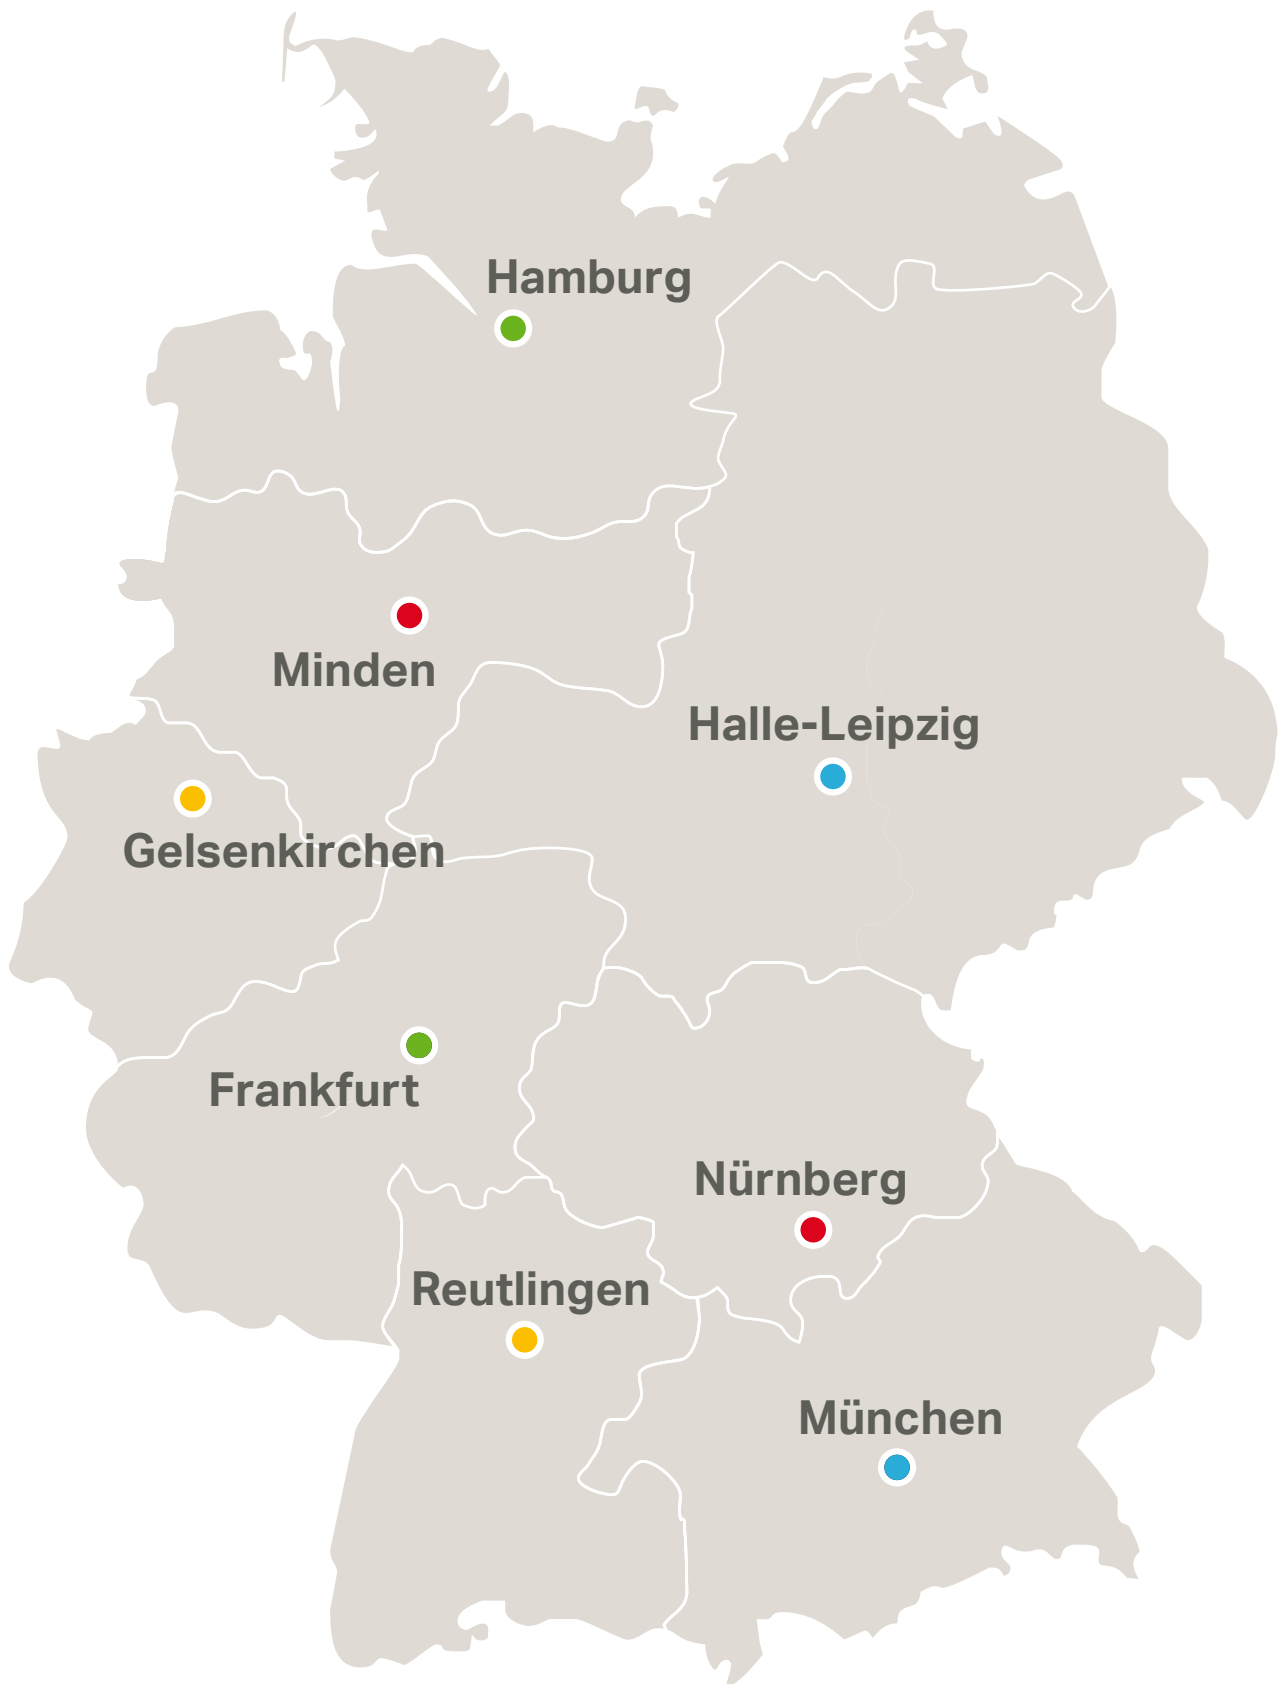 Hamburg
Minden
Halle-Leipzig
Gelsenkirchen
Frankfurt
Nürnberg
Reutlingen
München